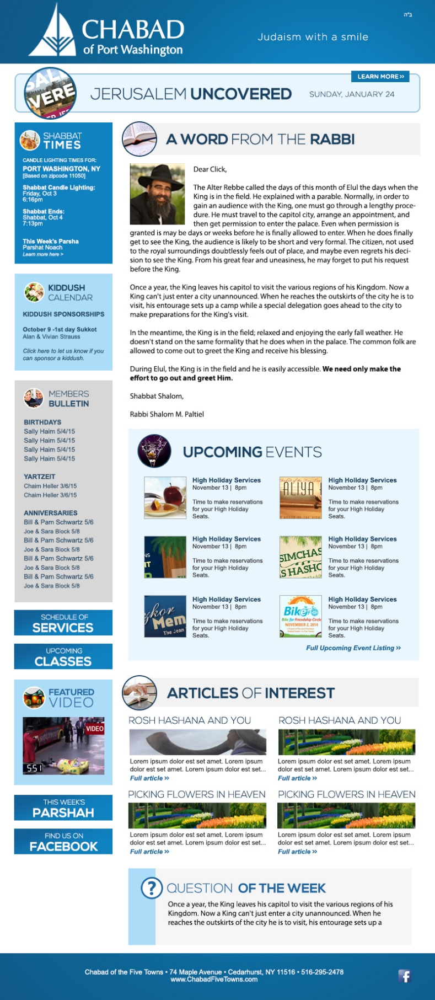 ב"ה
CHABAD
of Port Washington
Judaism with a smile
LEARN MORE >>
JERUSALEM UNCOVERED
SUNDAY, JANUARY 24
SHABBAT
TIMES
CANDLE LIGHTING TIMES FOR:
PORT WASHINGTON, NY
[Based on zipcode 11050]
Shabbat Candle Lighting:
Friday, Oct 3
6:16pm
Shabbat Ends:
Shabbat, Oct 4
7:13pm
This Week's Parsha
Parshat Noach
Learn more here >
KIDDUSH
CALENDAR
KIDDUSH SPONSORSHIPS
October 9 -1st day Sukkot
Alan & Vivian Strauss
Click here to let us know if you
can sponsor a kiddush.
MEMBERS
BULLETIN
BIRTHDAYS
Sally Haim 5/4/15
Sally Haim 5/4/15
Sally Haim 5/4/15
Sally Haim 5/4/15
YARTZEIT
Chaim Heller 3/6/15
Chaim Heller 3/6/15
ANNIVERSARIES
Bill & Pam Schwartz 5/6
Joe & Sara Block 5/8
Bill & Pam Schwartz 5/6
Joe & Sara Block 5/8
Bill & Pam Schwartz 5/6
Joe & Sara Block 5/8
Bill & Pam Schwartz 5/6
Joe & Sara Block 5/8
SCHEDULE OF
SERVICES
UPCOMING
CLASSES
FEATURED
VIDEO
VIDEO
5:51
THIS WEEK'S
PARSHAH
FIND US ON
FACEBOOK
A WORD FROM THE RABBI
Dear Click,
The Alter Rebbe called the days of this month of Elul the days when the
King is in the field. He explained with a parable. Normally, in order to
gain an audience with the King, one must go through a lengthy proce-
dure. He must travel to the capitol city, arrange an appointment, and
then get permission to enter the palace. Even when permission is
granted is may be days or weeks before he is finally allowed to enter. When he does finally
get to see the King, the audience is likely to be short and very formal. The citizen, not used
to the royal surroundings doubtlessly feels out of place, and maybe even regrets his deci-
sion to see the King. From his great fear and uneasiness, he may forget to put his request
before the King.
Once a year, the King leaves his capitol to visit the various regions of his Kingdom. Now a
King can't just enter a city unannounced. When he reaches the outskirts of the city he is to
visit, his entourage sets up a camp while a special delegation goes ahead to the city to
make preparations for the King's visit.
In the meantime, the King is in the field; relaxed and enjoying the early fall weather. He
doesn't stand on the same formality that he does when in the palace. The common folk are
allowed to come out to greet the King and receive his blessing.
During Elul, the King is in the field and he is easily accessible. We need only make the
effort to go out and greet Him.
Shabbat Shalom,
Rabbi Shalom M. Paltiel
UPCOMING EVENTS
High Holiday Services
November 13 | 8pm
Time to make reservations
for your High Holiday
Seats.
ALIYA
High Holiday Services
November 13 | 8pm
Time to make reservations
for your High Holiday
Seats.
High Holiday Services
November 13 | 8pm
Time to make reservations
for your High Holiday
Seats.
SIMCHAS
S HASHO
High Holiday Services
November 13 | 8pm
Time to make reservations
for your High Holiday
Seats.
zkor
Mem
The Jean
High Holiday Services
November 13 | 8pm
Time to make reservations
for your High Holiday
Seats.
Bike
Bike for Friendship Circle
NOVEMBER 2, 2014
High Holiday Services
November 13 | 8pm
Time to make reservations
for your High Holiday
Seats.
Full Upcoming Event Listing >>
ARTICLES OF INTEREST
ROSH HASHANA AND YOU
Lorem ipsum dolor est set amet. Lorem ipsum
dolor est set amet. Lorem ipsum dolor est set...
Full article >>
ROSH HASHANA AND YOU
Lorem ipsum dolor est set amet. Lorem ipsum
dolor est set amet. Lorem ipsum dolor est set...
Full article >>
PICKING FLOWERS IN HEAVEN
Lorem ipsum dolor est set amet. Lorem ipsum
dolor est set amet. Lorem ipsum dolor est set...
Full article >>
PICKING FLOWERS IN HEAVEN
Lorem ipsum dolor est set amet. Lorem ipsum
dolor est set amet. Lorem ipsum dolor est set...
Full article >>
? QUESTION OF THE WEEK
Once a year, the King leaves his capitol to visit the various regions of his
Kingdom. Now a King can't just enter a city unannounced. When he
reaches the outskirts of the city he is to visit, his entourage sets up a
Chabad of the Five Towns • 74 Maple Avenue • Cedarhurst, NY 11516 • 516-295-2478
www.ChabadFiveTowns.com
f